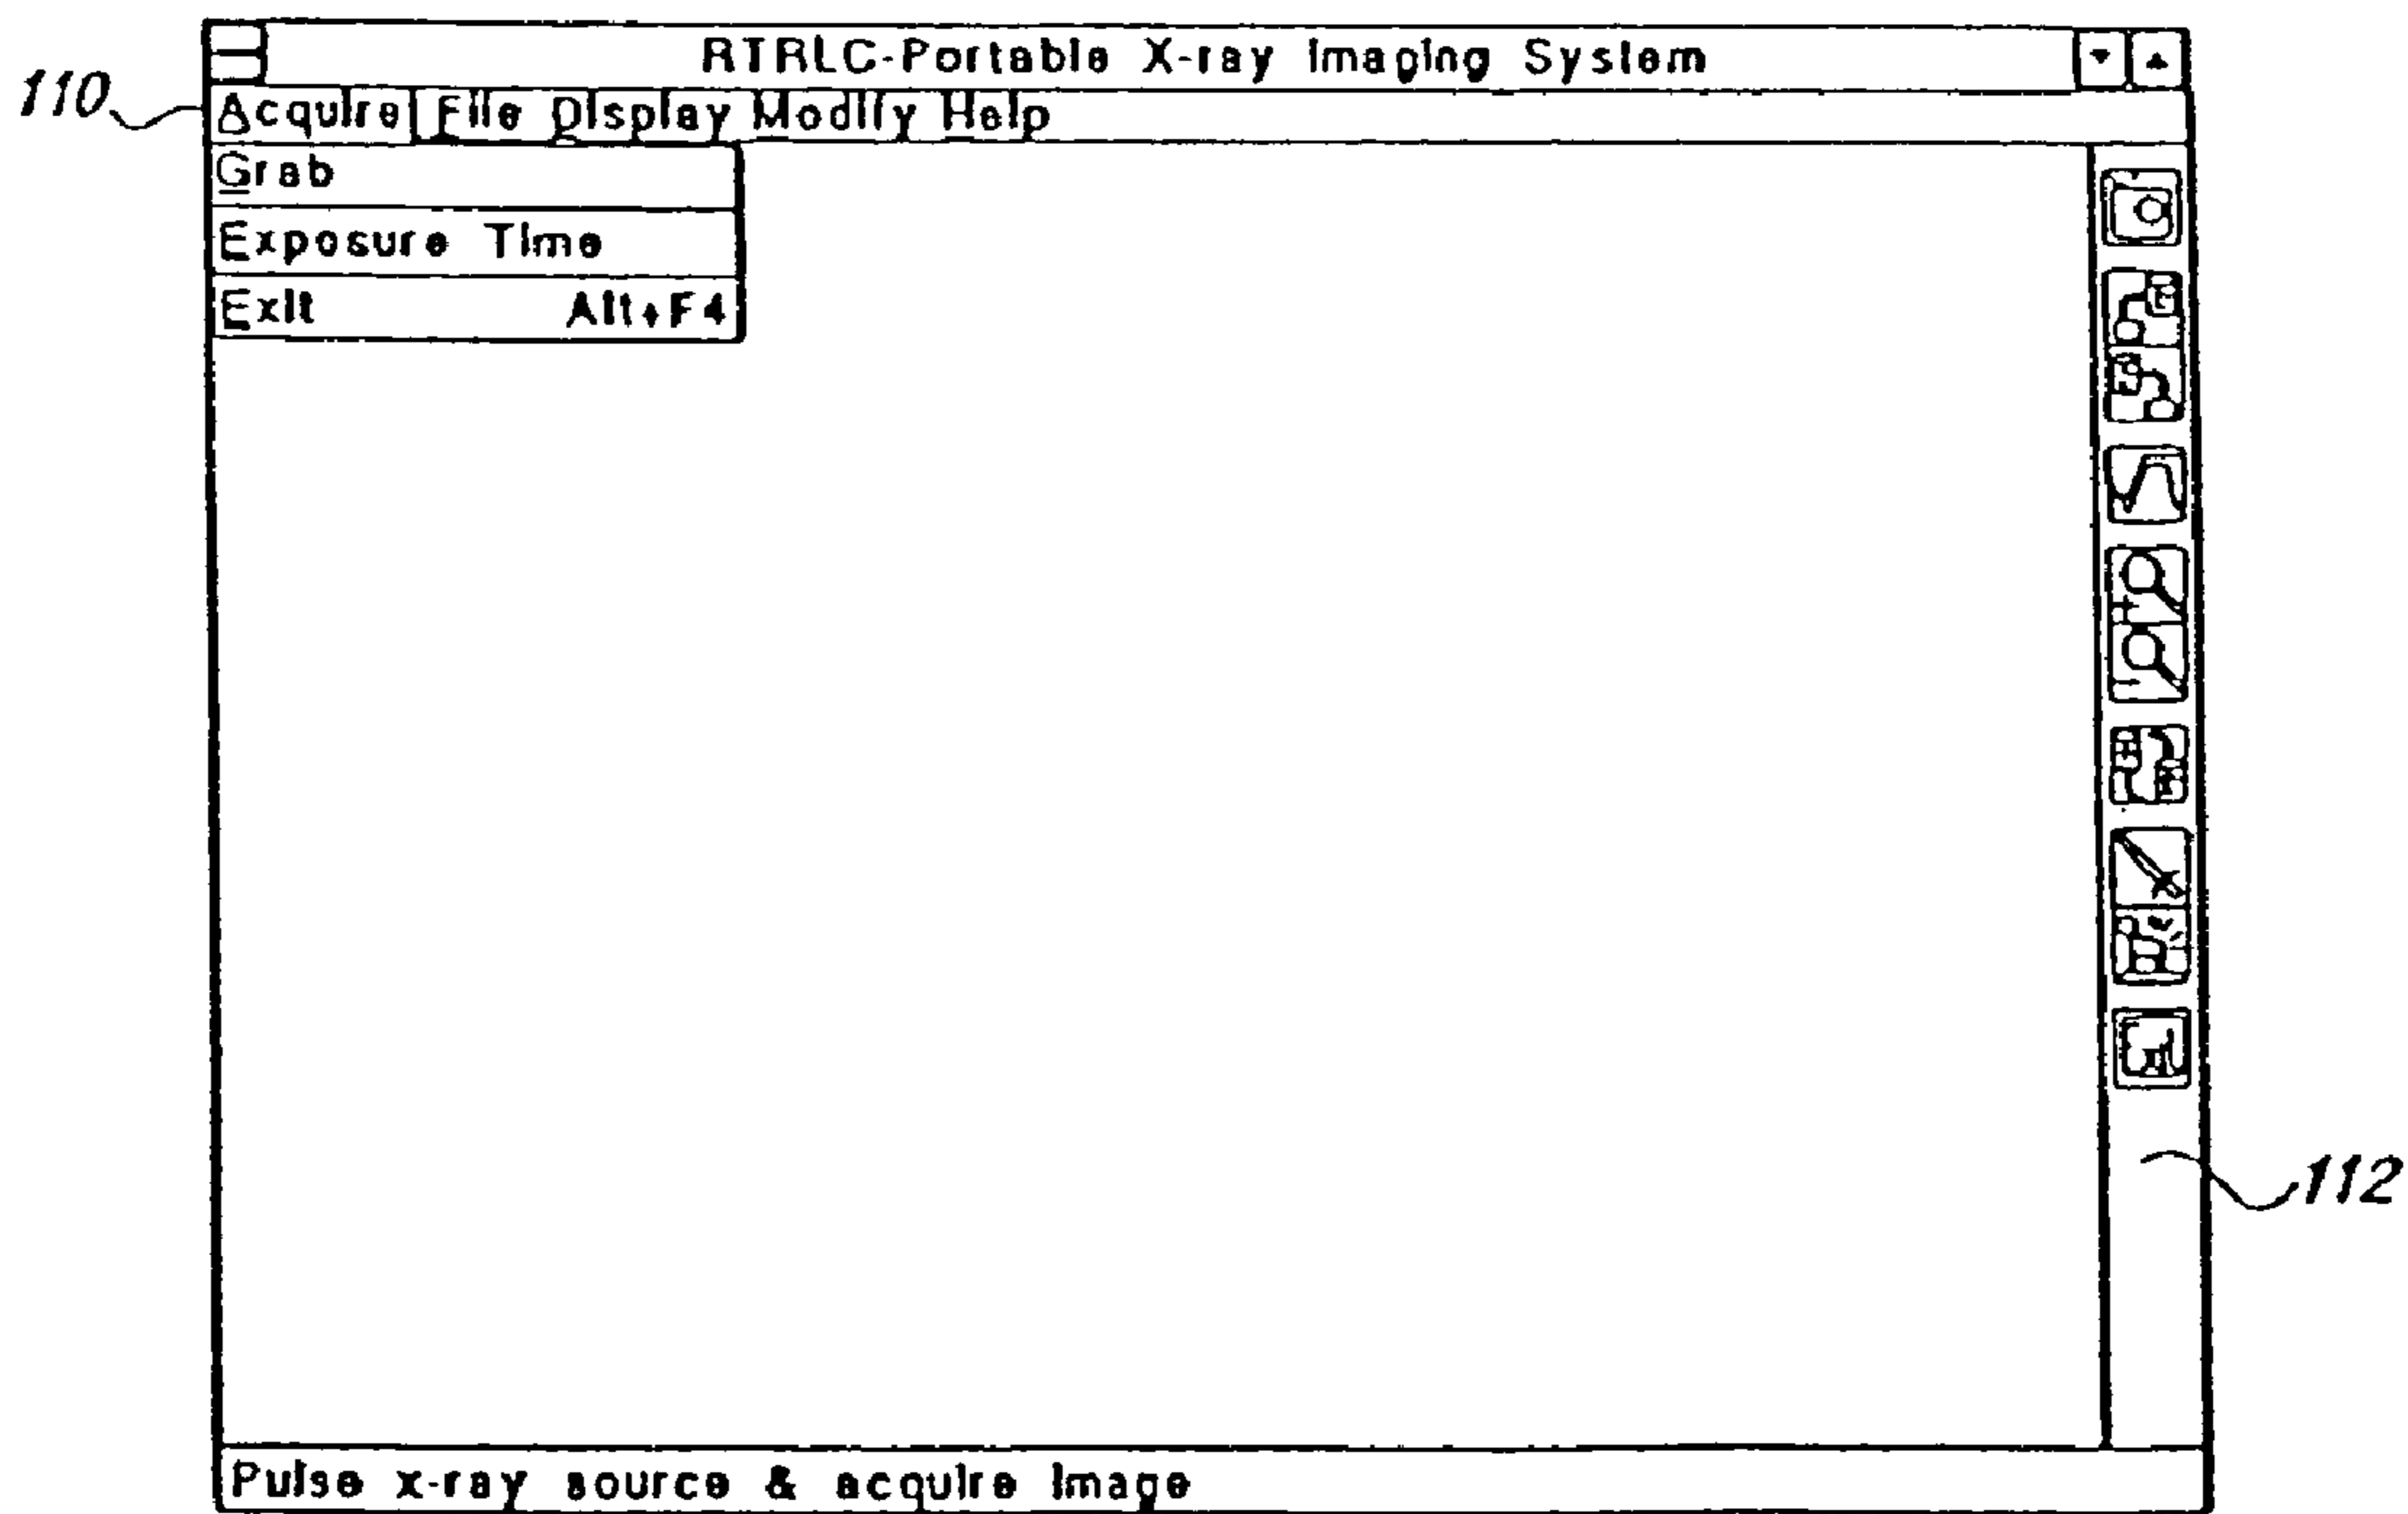 RTRLC-Portable X-ray Imaging System
110
Acquire File Display Modify Help
Grab
Exposure Time
Exit Alt+F4
112
Pulse x-ray source & acquire Image